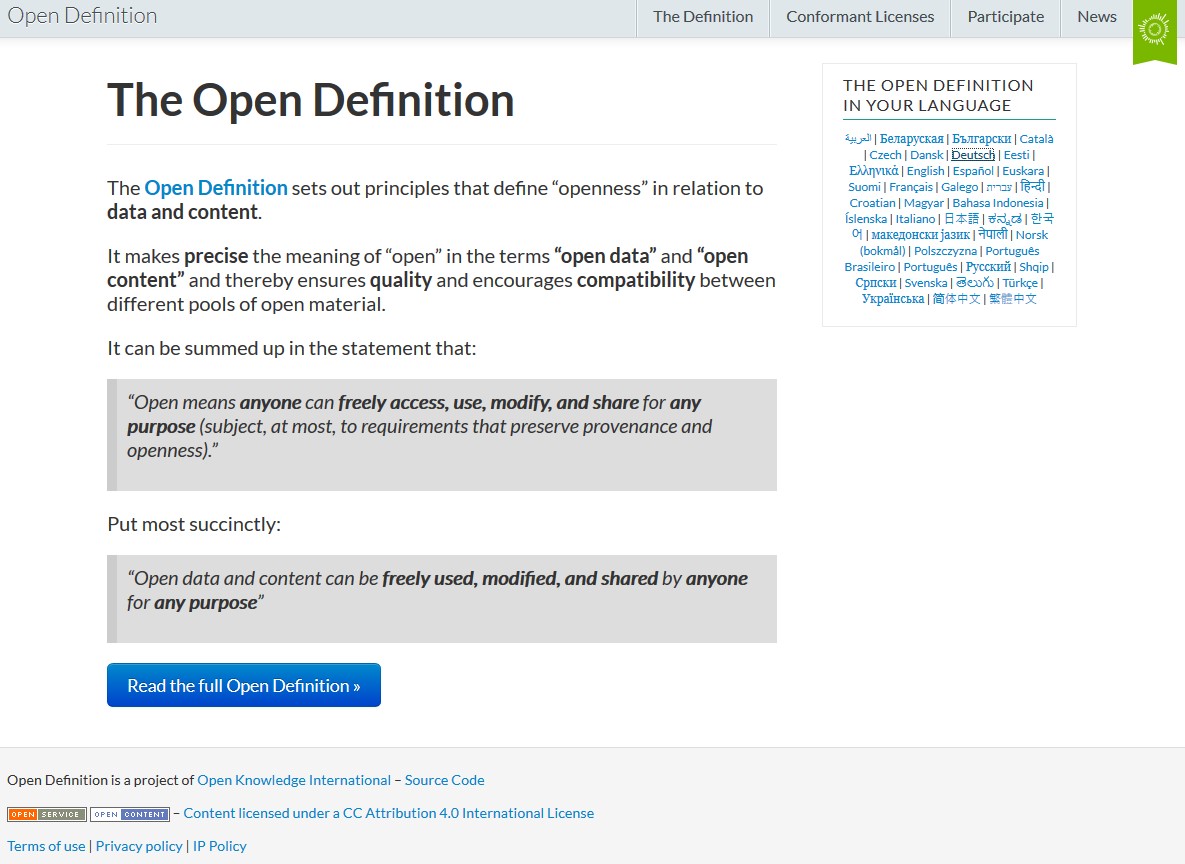 Open Definition
The Definition
Conformant Licenses
Participate
News
The Open Definition
The Open Definition sets out principles that define “openness” in relation to
data and content.
It makes precise the meaning of “open” in the terms “open data” and “open
content” and thereby ensures quality and encourages compatibility between
different pools of open material.
It can be summed up in the statement that:
“Open means anyone can freely access, use, modify, and share for any
purpose (subject, at most, to requirements that preserve provenance and
openness).”
Put most succinctly:
“Open data and content can be freely used, modified, and shared by anyone
for any purpose”
Read the full Open Definition »
THE OPEN DEFINITION
IN YOUR LANGUAGE
العربية | Беларуская | Български | Català
| Czech | Dansk | Deutsch | Eesti |
Ελληνικά | English | Español | Euskara |
Suomi | Français | Galego | עברית | हिन्दी |
Croatian | Magyar | Bahasa Indonesia |
Íslenska | Italiano | 日本語 | ಕನ್ನಡ | 한국
어 | македонски јазик | नेपाली | Norsk
(bokmål) | Polszczyzna | Português
Brasileiro | Português | Русский | Shqip |
Српски | Svenska | తెలుగు | Türkçe |
Українська | 简体中文 | 繁體中文
Open Definition is a project of Open Knowledge International – Source Code
OPEN SERVICE OPEN CONTENT – Content licensed under a CC Attribution 4.0 International License
Terms of use | Privacy policy | IP Policy